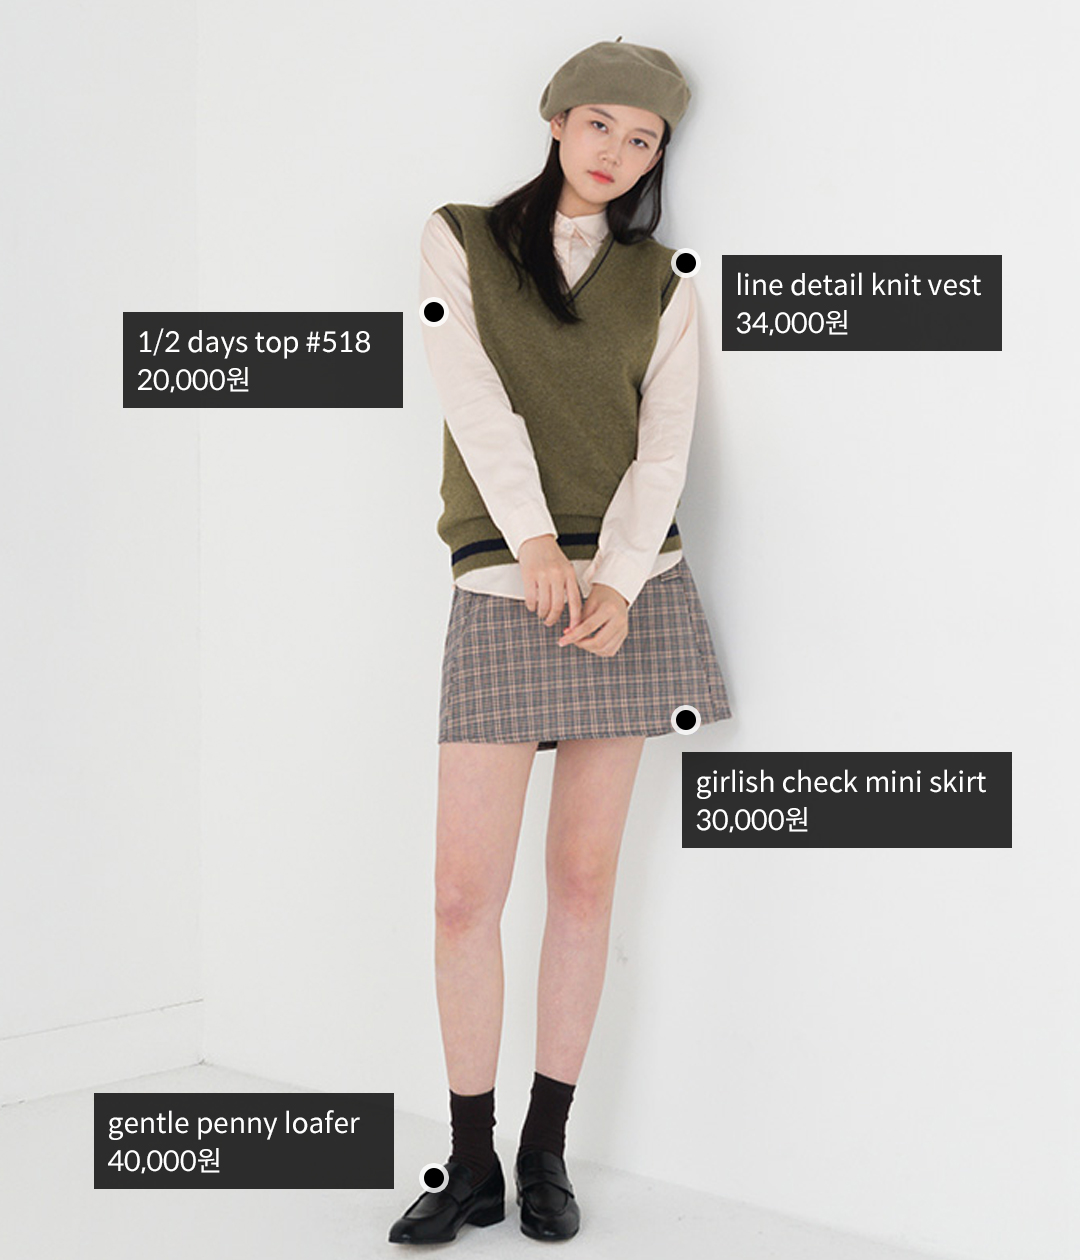 line detail knit vest
34,000원
1/2 days top #518
20,000원
girlish check mini skirt
30,000원
gentle penny loafer
40,000원